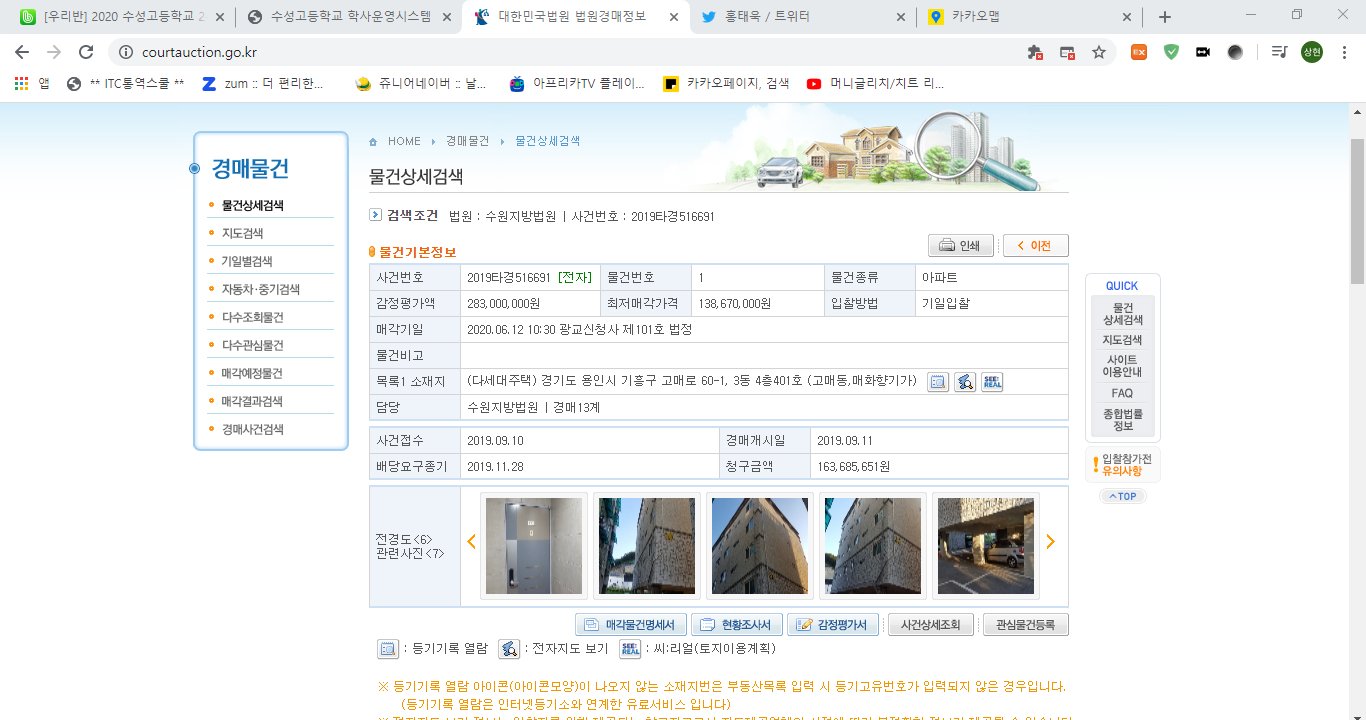 [우리반] 2020 수성고등학교 2
수성고등학교 학사운영시스템
대한민국법원 법원경매정보
홍태욱 / 트위터
카카오맵
courtauction.go.kr
상현
앱
** ITC통역스쿨 **
zum :: 더 편리한...
쥬니어네이버 :: 날...
아프리카TV 플레이...
카카오페이지, 검색
머니글리치/치트 리...
HOME 경매물건 물건상세검색
물건상세검색
경매물건
물건상세검색
지도검색
기일별검색
자동차·중기검색
다수조회물건
다수관심물건
매각예정물건
매각결과검색
경매사건검색
검색조건 법원 : 수원지방법원 | 사건번호 : 2019타경516691
인쇄 이전
물건기본정보
사건번호 2019타경516691 [전자] 물건번호 1 물건종류 아파트
감정평가액 283,000,000원 최저매각가격 138,670,000원 입찰방법 기일입찰
매각기일 2020.06.12 10:30 광교신청사 제101호 법정
물건비고
목록1 소재지 (다세대주택) 경기도 용인시 기흥구 고매로 60-1, 3동 4층401호 (고매동,매화향기가) SEE: REAL
담당 수원지방법원 | 경매13계
사건접수 2019.09.10 경매개시일 2019.09.11
배당요구종기 2019.11.28 청구금액 163,685,651원
전경도<6>
관련사진<7>
매각물건명세서 현황조사서 감정평가서 사건상세조회 관심물건등록
: 등기기록 열람 : 전자지도 보기 SEE: REAL : 씨:리얼(토지이용계획)
※ 등기기록 열람 아이콘(아이콘모양)이 나오지 않는 소재지번은 부동산목록 입력 시 등기고유번호가 입력되지 않은 경우입니다.
(등기기록 열람은 인터넷등기소와 연계한 유료서비스 입니다)
QUICK
물건
상세검색
지도검색
사이트
이용안내
FAQ
종합법률
정보
입찰참가전
유의사항
TOP